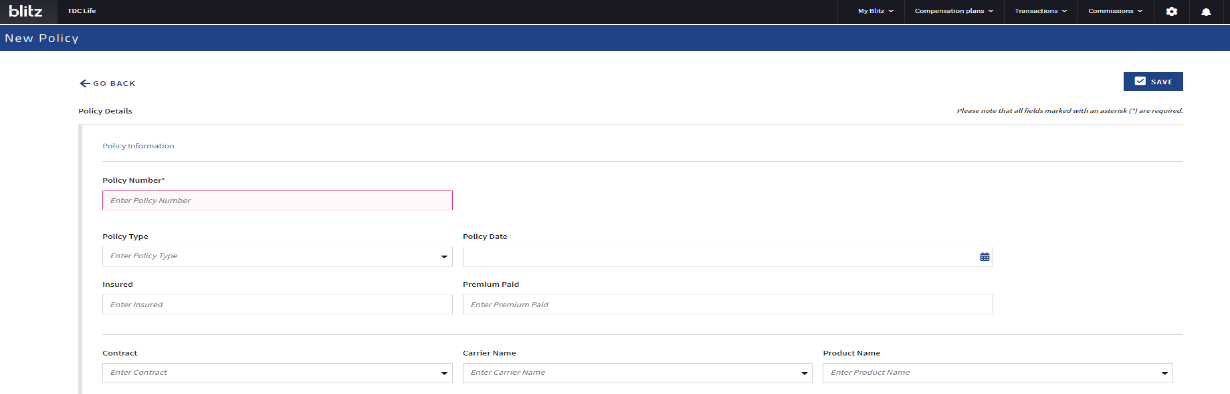 blitz TDC Life My Blitz Compensation plans Transactions Commissions
New Policy
GO BACK SAVE
Policy Details Please note that all fields marked with an asterisk (*) are required.
Policy Information
Policy Number*
Enter Policy Number
Policy Type Policy Date
Enter Policy Type
Insured Premium Paid
Enter Insured Enter Premium Paid
Contract Carrier Name Product Name
Enter Contract Enter Carrier Name Enter Product Name